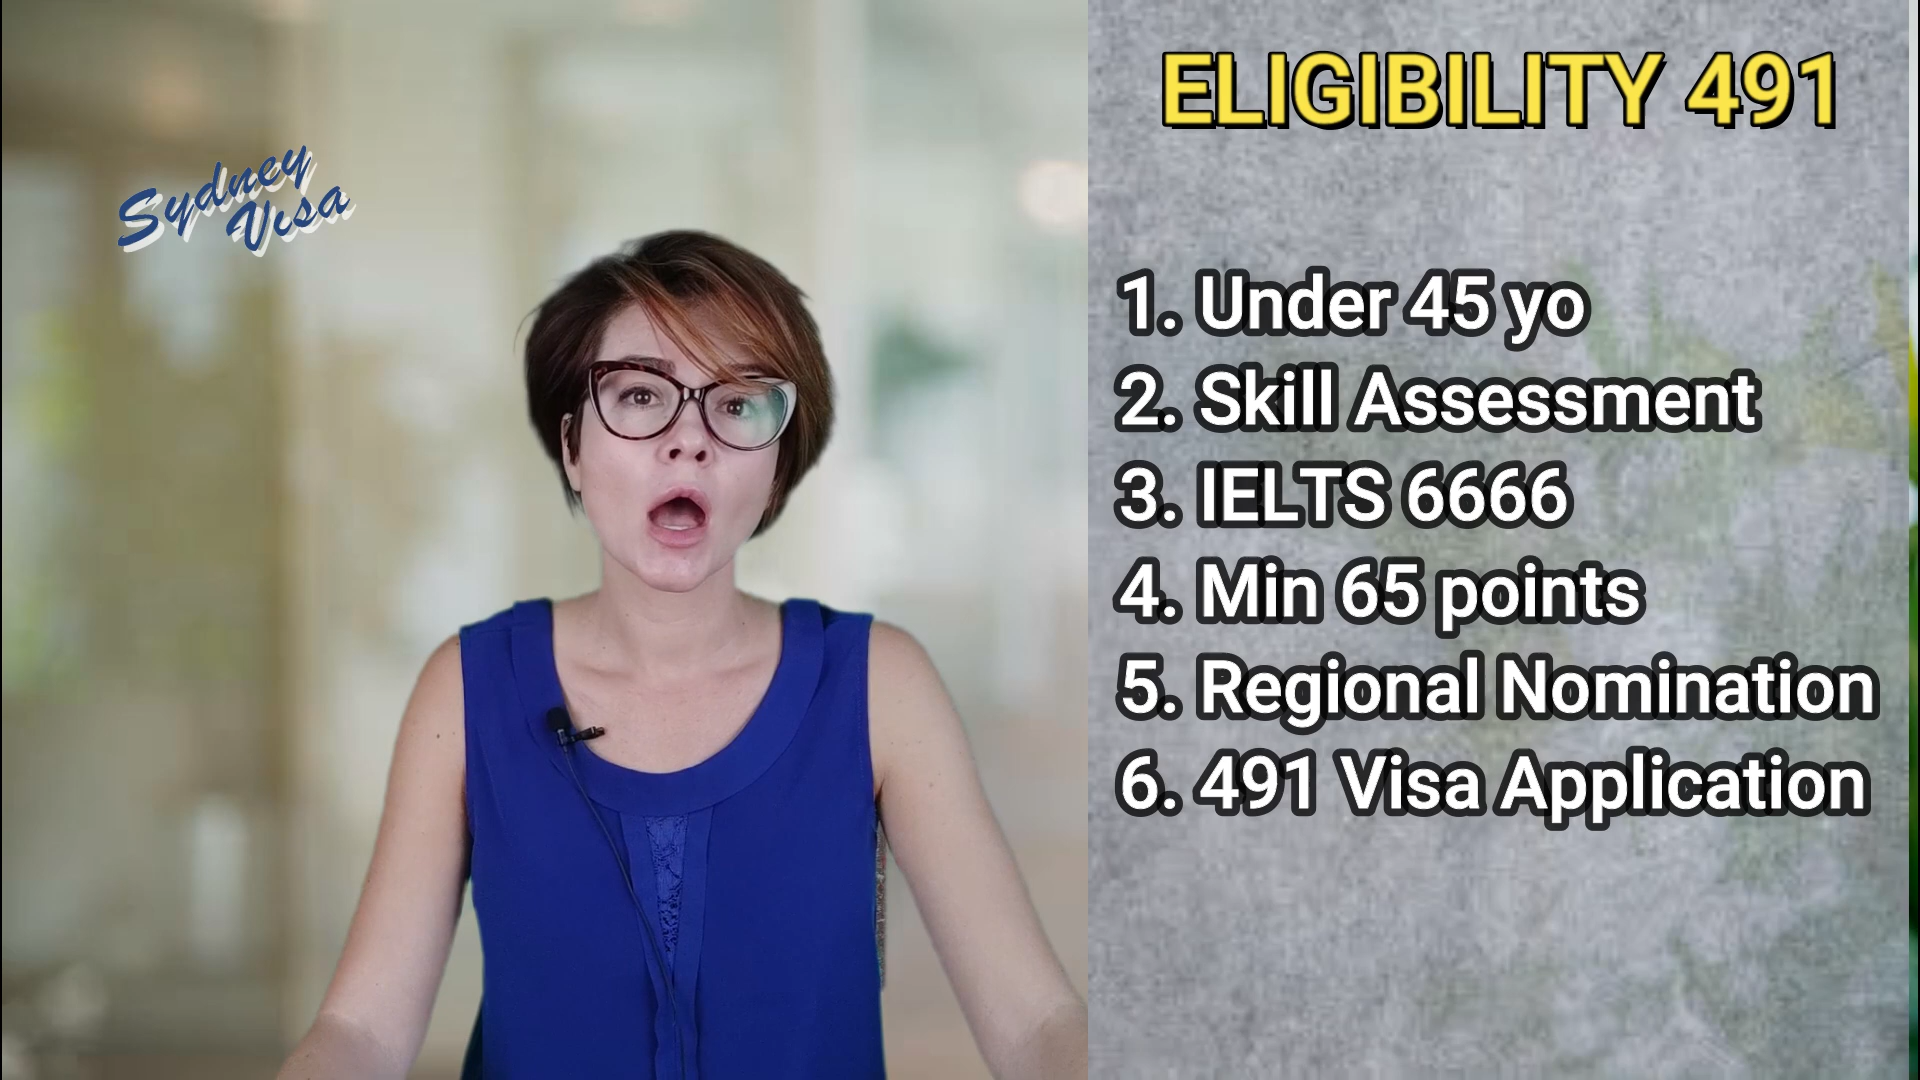 Sydney
Visa
ELIGIBILITY 491
1. Under 45 yo
2. Skill Assessment
3. IELTS 6666
4. Min 65 points
5. Regional Nomination
6. 491 Visa Application